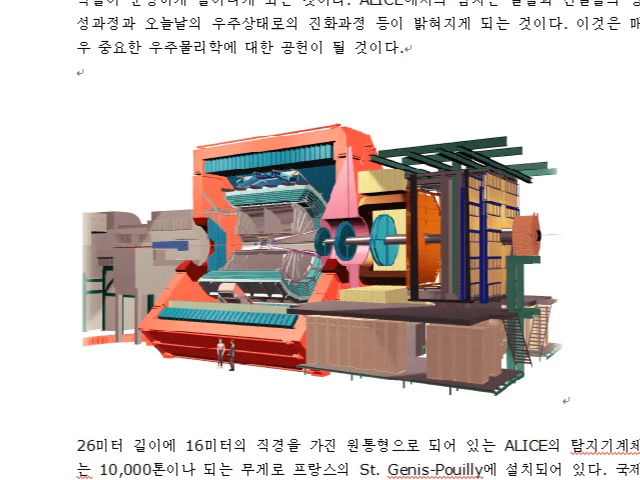 성과정과 오늘날의 우주상태로의 진화과정 등이 밝혀지게 되는 것이다. 이것은 매
우 중요한 우주물리학에 대한 공헌이 될 것이다.
26미터 길이에 16미터의 직경을 가진 원통형으로 되어 있는 ALICE의 탐지기계체
는 10,000톤이나 되는 무게로 프랑스의 St. Genis-Pouilly에 설치되어 있다. 국제